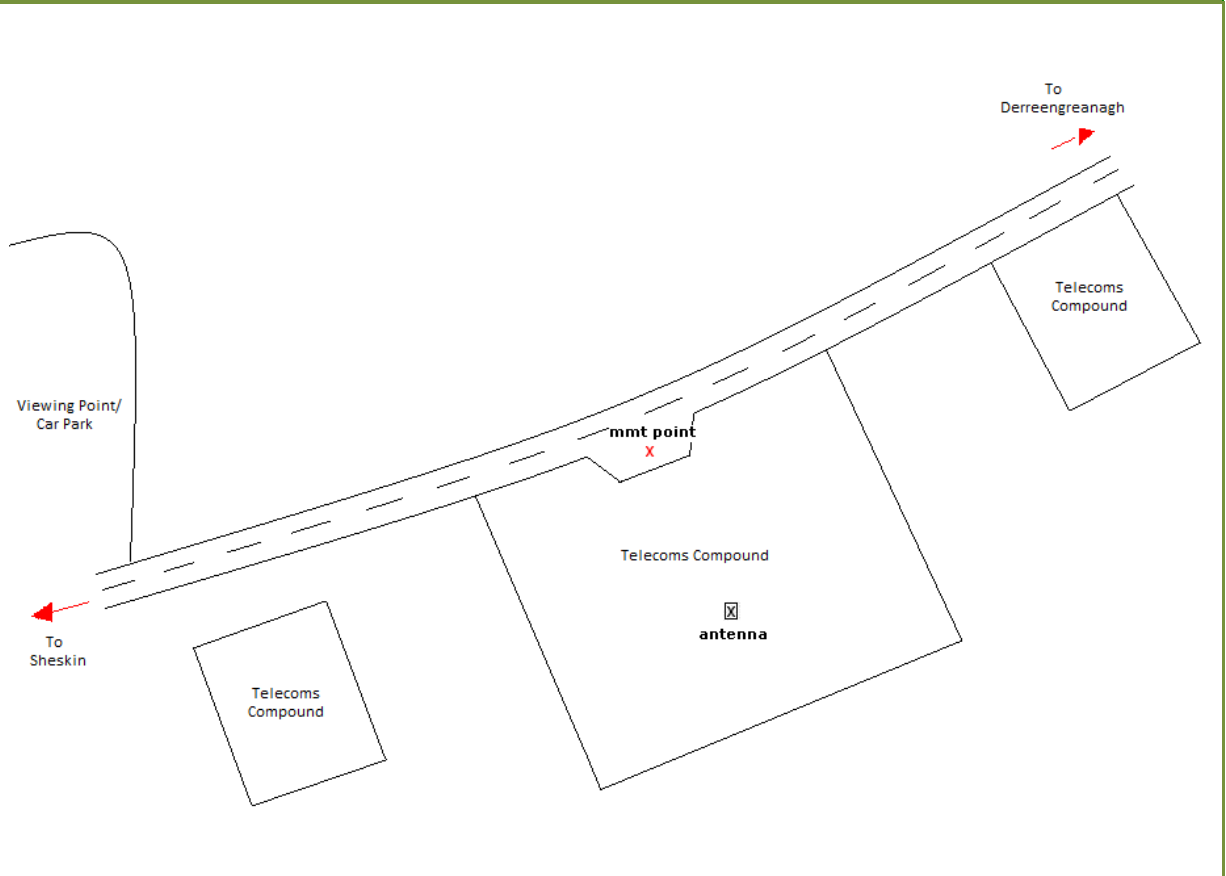 To
Derreengreanagh
Telecoms
Compound
Viewing Point/
Car Park
mmt point
X
Telecoms Compound
X
antenna
To
Sheskin
Telecoms
Compound